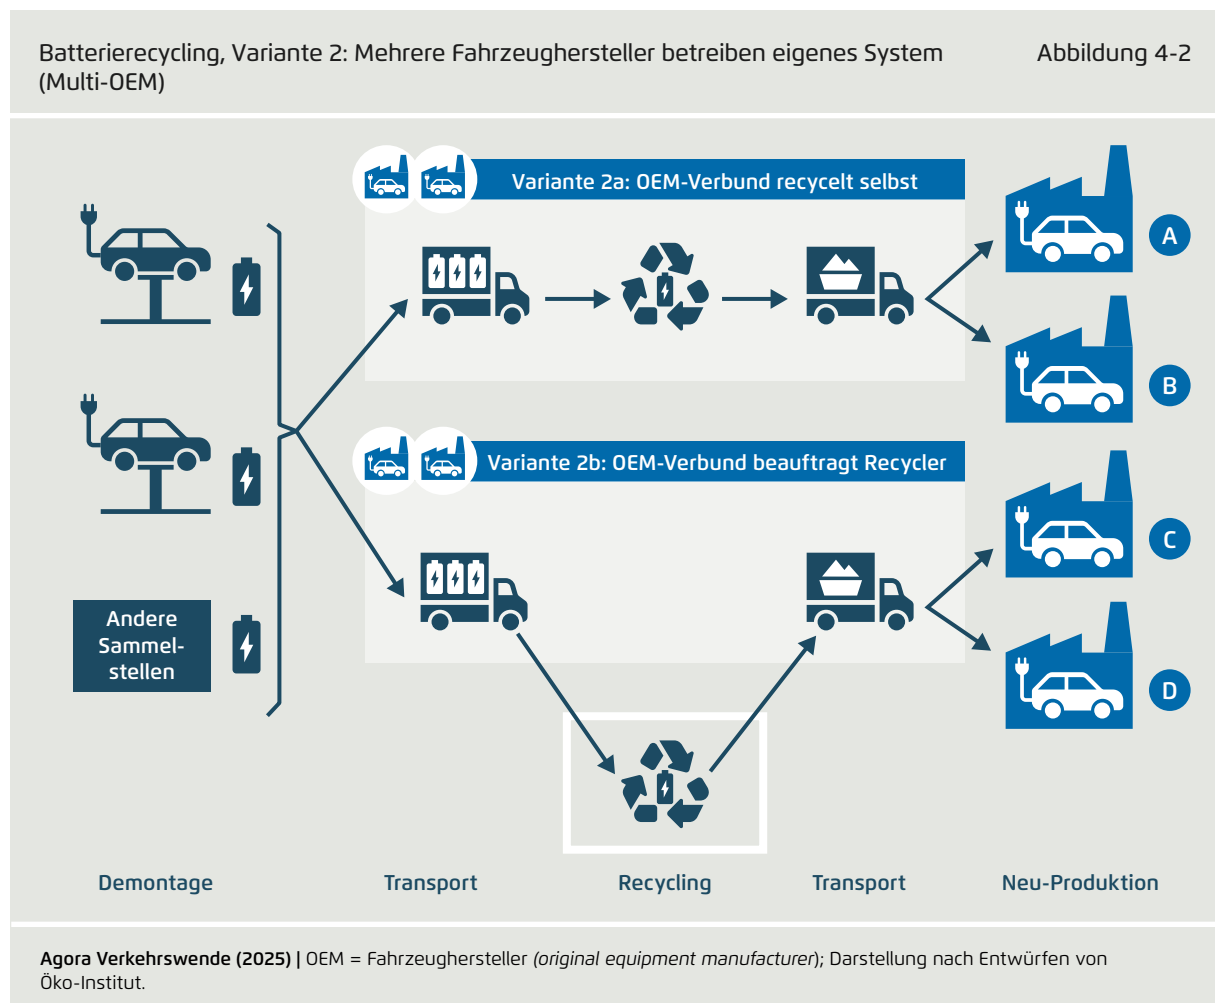 Batterierecycling, Variante 2: Mehrere Fahrzeughersteller betreiben eigenes System
(Multi-OEM)
Abbildung 4-2
Variante 2a: OEM-Verbund recycelt selbst
A
B
Variante 2b: OEM-Verbund beauftragt Recycler
C
D
Andere
Sammel-
stellen
Demontage
Transport
Recycling
Transport
Neu-Produktion
Agora Verkehrswende (2025) | OEM = Fahrzeughersteller (original equipment manufacturer); Darstellung nach Entwürfen von
Öko-Institut.